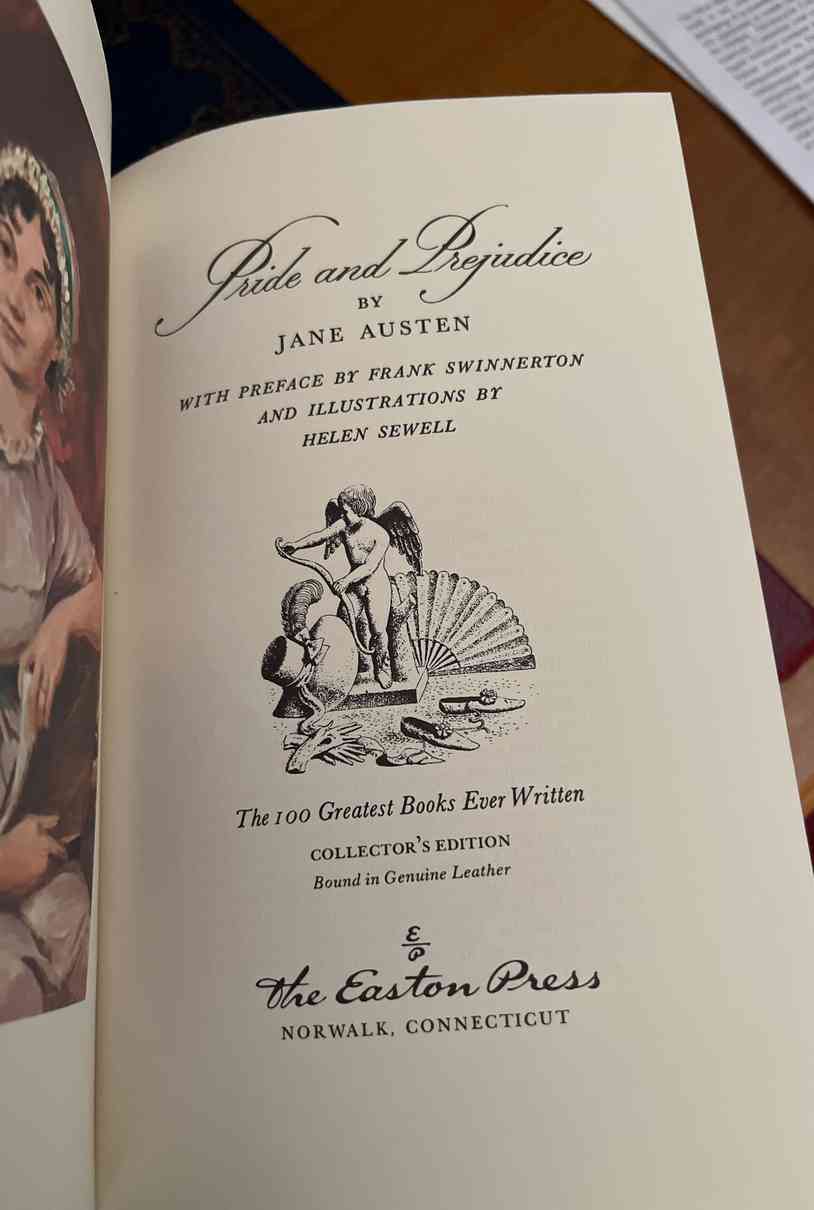 Pride and Prejudice
BY
JANE AUSTEN
WITH PREFACE BY FRANK SWINNERTON
AND ILLUSTRATIONS BY
HELEN SEWELL
The 100 Greatest Books Ever Written
COLLECTOR'S EDITION
Bound in Genuine Leather
E
P
The Easton Press
NORWALK, CONNECTICUT